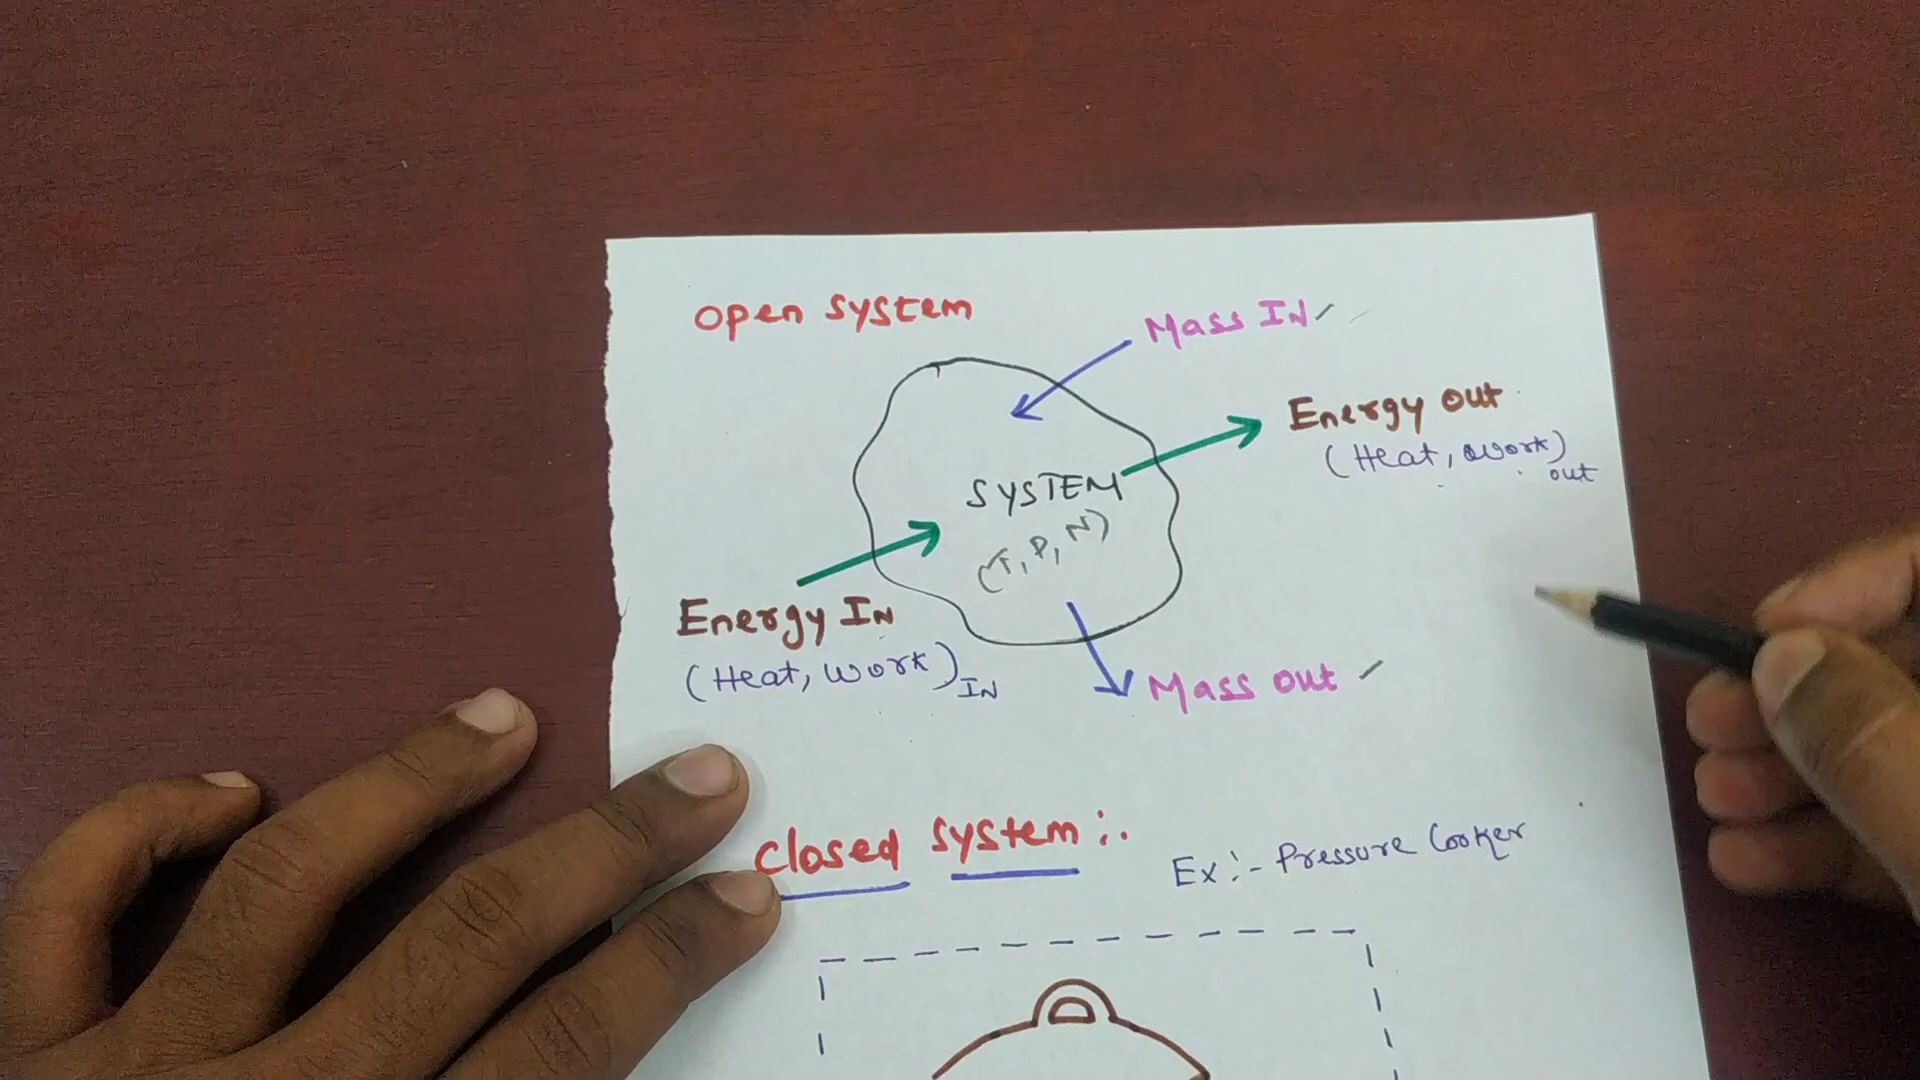 open system
Mass IN
Energy out
(Heat, work) out
SYSTEM
(T, P, N)
Energy IN
(Heat, work) IN
Mass out
closed system :.
Ex :- Pressure Cooker